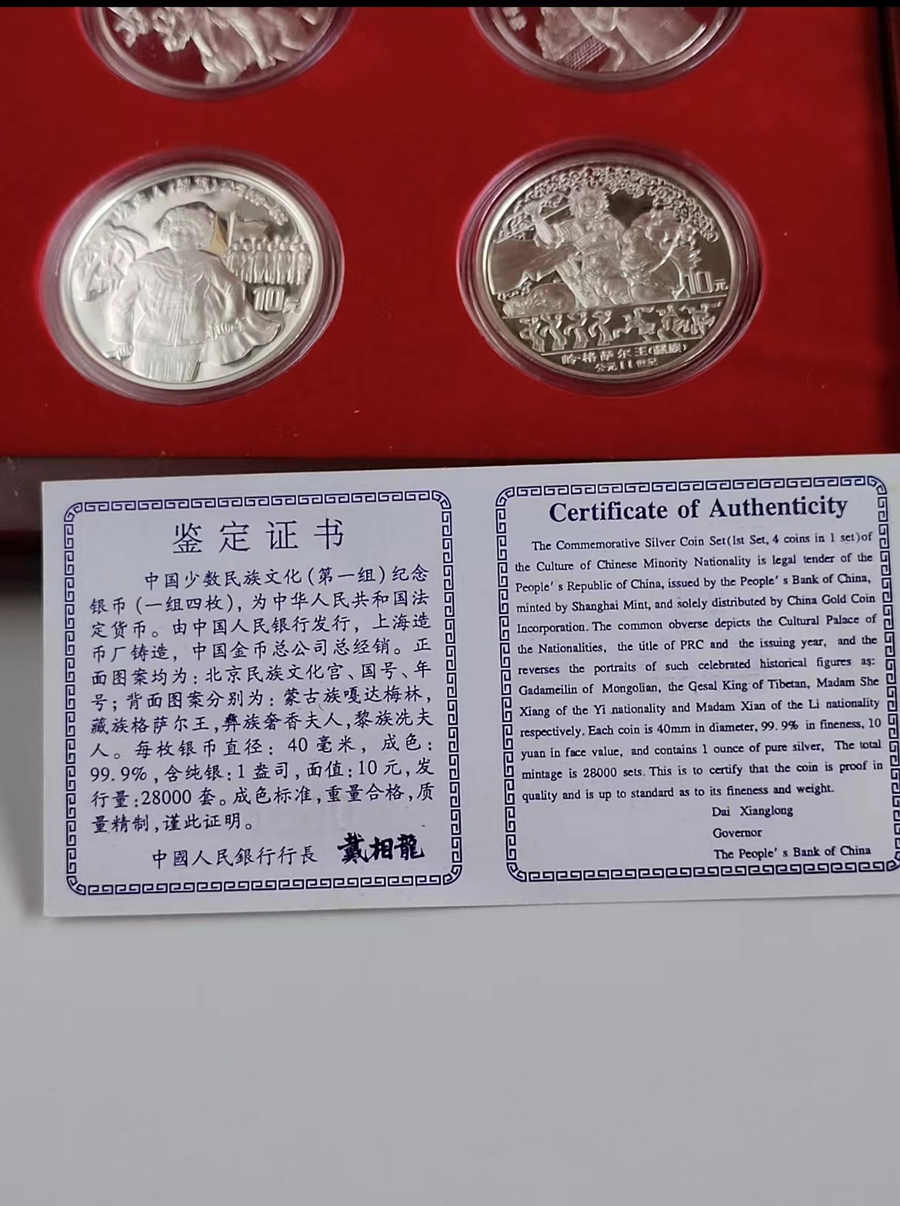 10元
10元
岭·格萨尔王(藏族)
公元11世纪
鉴定证书
中国少数民族文化(第一组)纪念
银币(一组四枚),为中华人民共和国法
定货币。由中国人民银行发行,上海造
币厂铸造,中国金币总公司总经销。正
面图案均为:北京民族文化宫、国号、年
号;背面图案分别为:蒙古族嘎达梅林,
藏族格萨尔王,彝族奢香夫人,黎族冼夫
人。每枚银币直径:40毫米,成色:
99.9%,含纯银:1盎司,面值:10元,发
行量:28000套。成色标准,重量合格,质
量精制,谨此证明。
中國人民銀行行長 戴相龍
Certificate of Authenticity
The Commemorative Silver Coin Set(1st Set, 4 coins in 1 set)of
the Culture of Chinese Minority Nationality is legal tender of the
People's Republic of China, issued by the People's Bank of China,
minted by Shanghai Mint, and solely distributed by China Gold Coin
Incorporation. The common obverse depicts the Cultural Palace of
the Nationalities, the title of PRC and the issuing year, and the
reverses the portraits of such celebrated historical figures as:
Gadameilin of Mongolian, the Gesal King of Tibetan, Madam She
Xiang of the Yi nationality and Madam Xian of the Li nationality
respectively. Each coin is 40mm in diameter, 99.9% in fineness, 10
yuan in face value, and contains 1 ounce of pure silver, The total
mintage is 28000 sets. This is to certify that the coin is proof in
quality and is up to standard as to its fineness and weight.
Dai Xianglong
Governor
The People's Bank of China